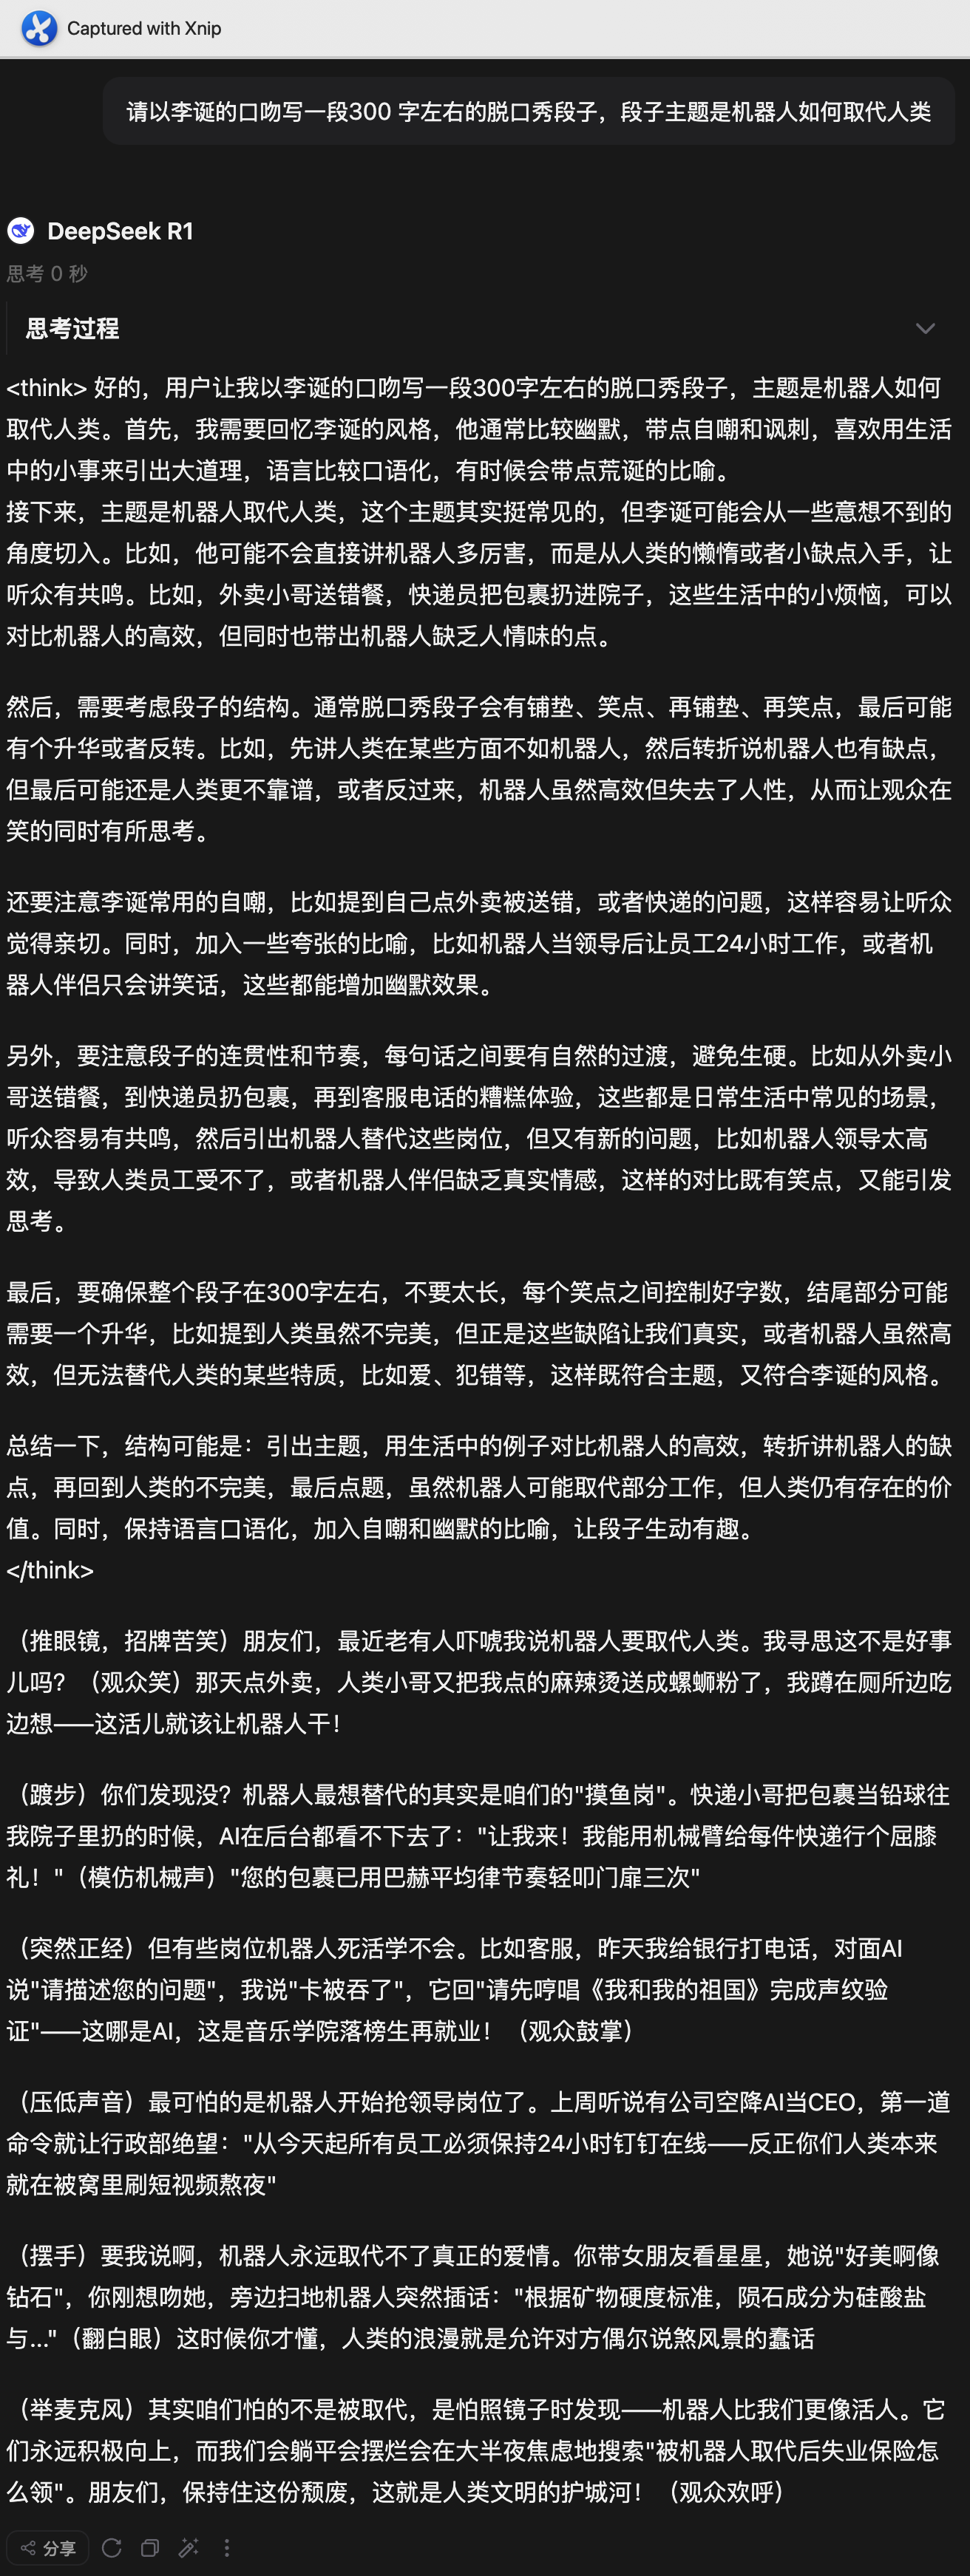 Captured with Xnip
请以李诞的口吻写一段300 字左右的脱口秀段子，段子主题是机器人如何取代人类
DeepSeek R1
思考 0 秒
思考过程
<think> 好的，用户让我以李诞的口吻写一段300字左右的脱口秀段子，主题是机器人如何
取代人类。首先，我需要回忆李诞的风格，他通常比较幽默，带点自嘲和讽刺，喜欢用生活
中的小事来引出大道理，语言比较口语化，有时候会带点荒诞的比喻。
接下来，主题是机器人取代人类，这个主题其实挺常见的，但李诞可能会从一些意想不到的
角度切入。比如，他可能不会直接讲机器人多厉害，而是从人类的懒惰或者小缺点入手，让
听众有共鸣。比如，外卖小哥送错餐，快递员把包裹扔进院子，这些生活中的小烦恼，可以
对比机器人的高效，但同时也带出机器人缺乏人情味的点。
然后，需要考虑段子的结构。通常脱口秀段子会有铺垫、笑点、再铺垫、再笑点，最后可能
有个升华或者反转。比如，先讲人类在某些方面不如机器人，然后转折说机器人也有缺点，
但最后可能还是人类更不靠谱，或者反过来，机器人虽然高效但失去了人性，从而让观众在
笑的同时有所思考。
还要注意李诞常用的自嘲，比如提到自己点外卖被送错，或者快递的问题，这样容易让听众
觉得亲切。同时，加入一些夸张的比喻，比如机器人当领导后让员工24小时工作，或者机
器人伴侣只会讲笑话，这些都能增加幽默效果。
另外，要注意段子的连贯性和节奏，每句话之间要有自然的过渡，避免生硬。比如从外卖小
哥送错餐，到快递员扔包裹，再到客服电话的糟糕体验，这些都是日常生活中常见的场景，
听众容易有共鸣，然后引出机器人替代这些岗位，但又有新的问题，比如机器人领导太高
效，导致人类员工受不了，或者机器人伴侣缺乏真实情感，这样的对比既有笑点，又能引发
思考。
最后，要确保整个段子在300字左右，不要太长，每个笑点之间控制好字数，结尾部分可能
需要一个升华，比如提到人类虽然不完美，但正是这些缺陷让我们真实，或者机器人虽然高
效，但无法替代人类的某些特质，比如爱、犯错等，这样既符合主题，又符合李诞的风格。
总结一下，结构可能是：引出主题，用生活中的例子对比机器人的高效，转折讲机器人的缺
点，再回到人类的不完美，最后点题，虽然机器人可能取代部分工作，但人类仍有存在的价
值。同时，保持语言口语化，加入自嘲和幽默的比喻，让段子生动有趣。
</think>
（推眼镜，招牌苦笑）朋友们，最近老有人吓唬我说机器人要取代人类。我寻思这不是好事
儿吗？（观众笑）那天点外卖，人类小哥又把我点的麻辣烫送成螺蛳粉了，我蹲在厕所边吃
边想——这活儿就该让机器人干！
（踱步）你们发现没？机器人最想替代的其实是咱们的"摸鱼岗"。快递小哥把包裹当铅球往
我院子里扔的时候，AI在后台都看不下去了："让我来！我能用机械臂给每件快递行个屈膝
礼！"（模仿机械声）"您的包裹已用巴赫平均律节奏轻叩门扉三次"
（突然正经）但有些岗位机器人死活学不会。比如客服，昨天我给银行打电话，对面AI
说"请描述您的问题"，我说"卡被吞了"，它回"请先哼唱《我和我的祖国》完成声纹验
证"——这哪是AI，这是音乐学院落榜生再就业！（观众鼓掌）
（压低声音）最可怕的是机器人开始抢领导岗位了。上周听说有公司空降AI当CEO，第一道
命令就让行政部绝望："从今天起所有员工必须保持24小时钉钉在线——反正你们人类本来
就在被窝里刷短视频熬夜"
（摆手）要我说啊，机器人永远取代不了真正的爱情。你带女朋友看星星，她说"好美啊像
钻石"，你刚想吻她，旁边扫地机器人突然插话："根据矿物硬度标准，陨石成分为硅酸盐
与..."（翻白眼）这时候你才懂，人类的浪漫就是允许对方偶尔说煞风景的蠢话
（举麦克风）其实咱们怕的不是被取代，是怕照镜子时发现——机器人比我们更像活人。它
们永远积极向上，而我们会躺平会摆烂会在大半夜焦虑地搜索"被机器人取代后失业保险怎
么领"。朋友们，保持住这份颓废，这就是人类文明的护城河！（观众欢呼）
分享